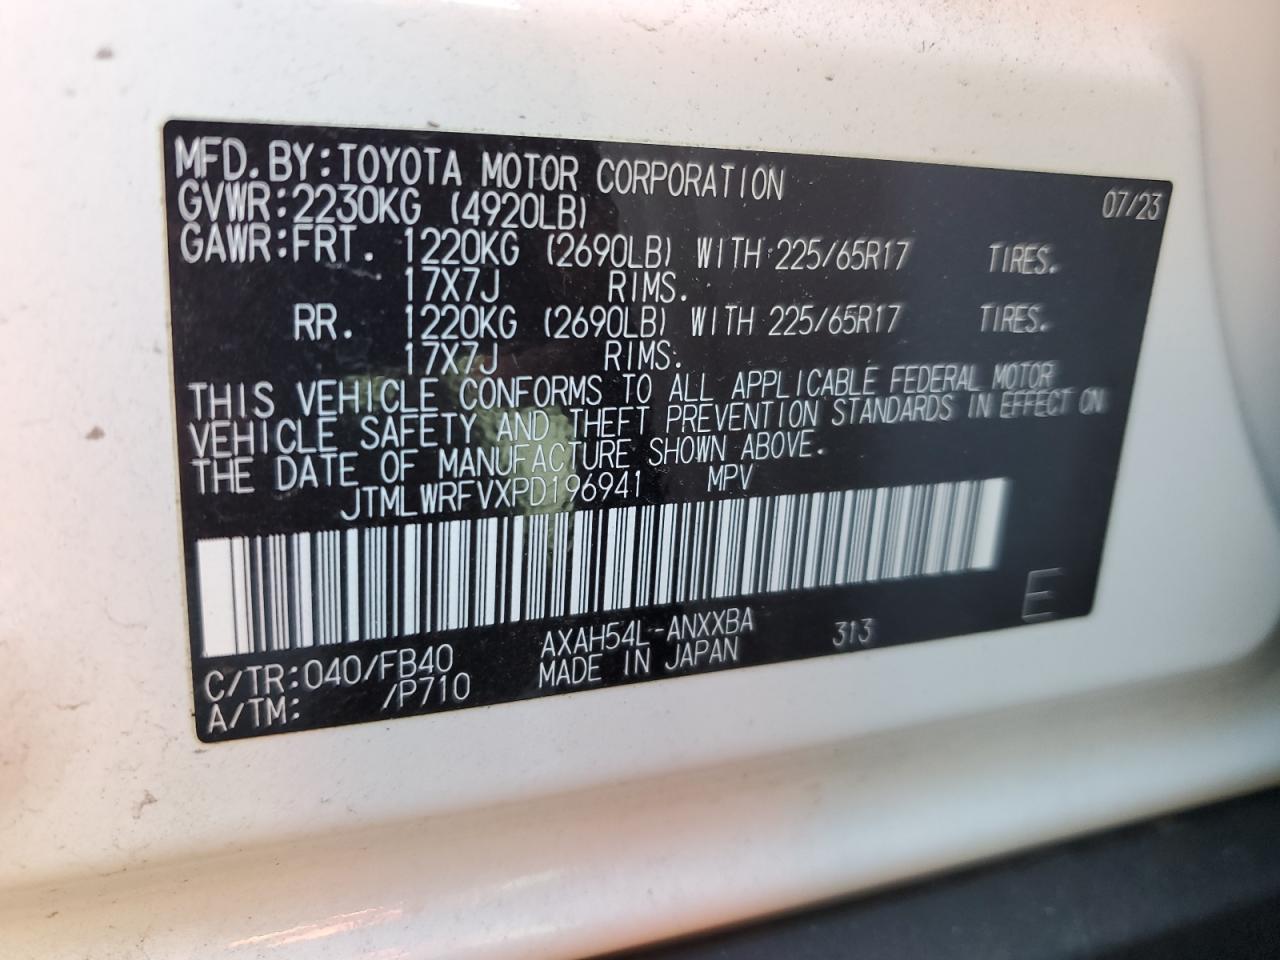 MFD.BY:TOYOTA MOTOR CORPORATION 07/23
GVWR:2230KG (4920LB)
GAWR:FRT. 1220KG (2690LB) WITH 225/65R17 TIRES.
17X7J RIMS.
RR. 1220KG (2690LB) WITH 225/65R17 TIRES.
17X7J RIMS.
THIS VEHICLE CONFORMS TO ALL APPLICABLE FEDERAL MOTOR
VEHICLE SAFETY AND THEFT PREVENTION STANDARDS IN EFFECT ON
THE DATE OF MANUFACTURE SHOWN ABOVE.
JTMLWRFVXPD196941 MPV
E
C/TR:040/FB40 AXAH54L-ANXXBA 313
A/TM: /P710 MADE IN JAPAN